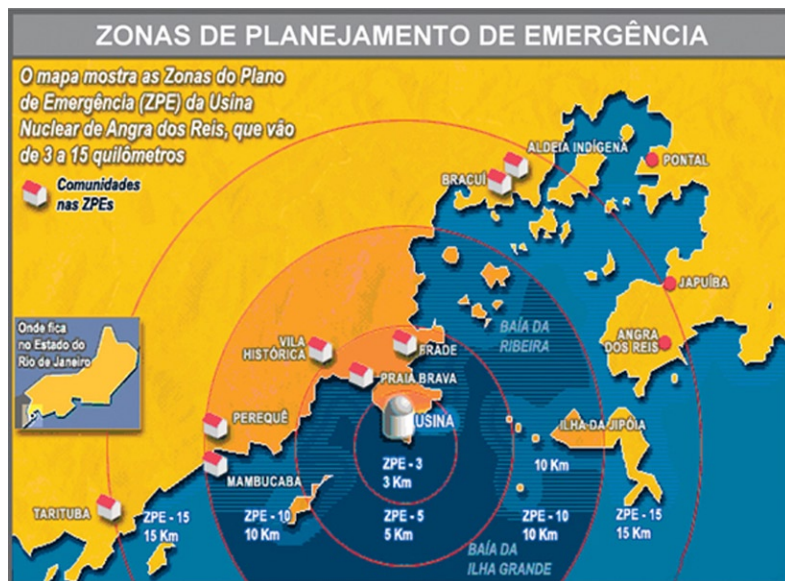 ZONAS DE PLANEJAMENTO DE EMERGÊNCIA
O mapa mostra as Zonas do Plano
de Emergência (ZPE) da Usina
Nuclear de Angra dos Reis, que vão
de 3 a 15 quilômetros
Comunidades
nas ZPEs
ALDEIA INDÍGENA
PONTAL
BRACUÍ
JAPUÍBA
Onde fica
no Estado do
Rio de Janeiro
BAÍA DA
RIBEIRA
ANGRA
DOS REIS
VILA
HISTÓRICA
FRADE
PRAIA BRAVA
PEREQUÊ
USINA
ILHA DA JIPÓIA
MAMBUCABA
ZPE - 3
3 Km
10 Km
TARITUBA
ZPE - 15
15 Km
ZPE - 10
10 Km
ZPE - 5
5 Km
ZPE - 10
10 Km
ZPE - 15
15 Km
BAÍA DA
ILHA GRANDE